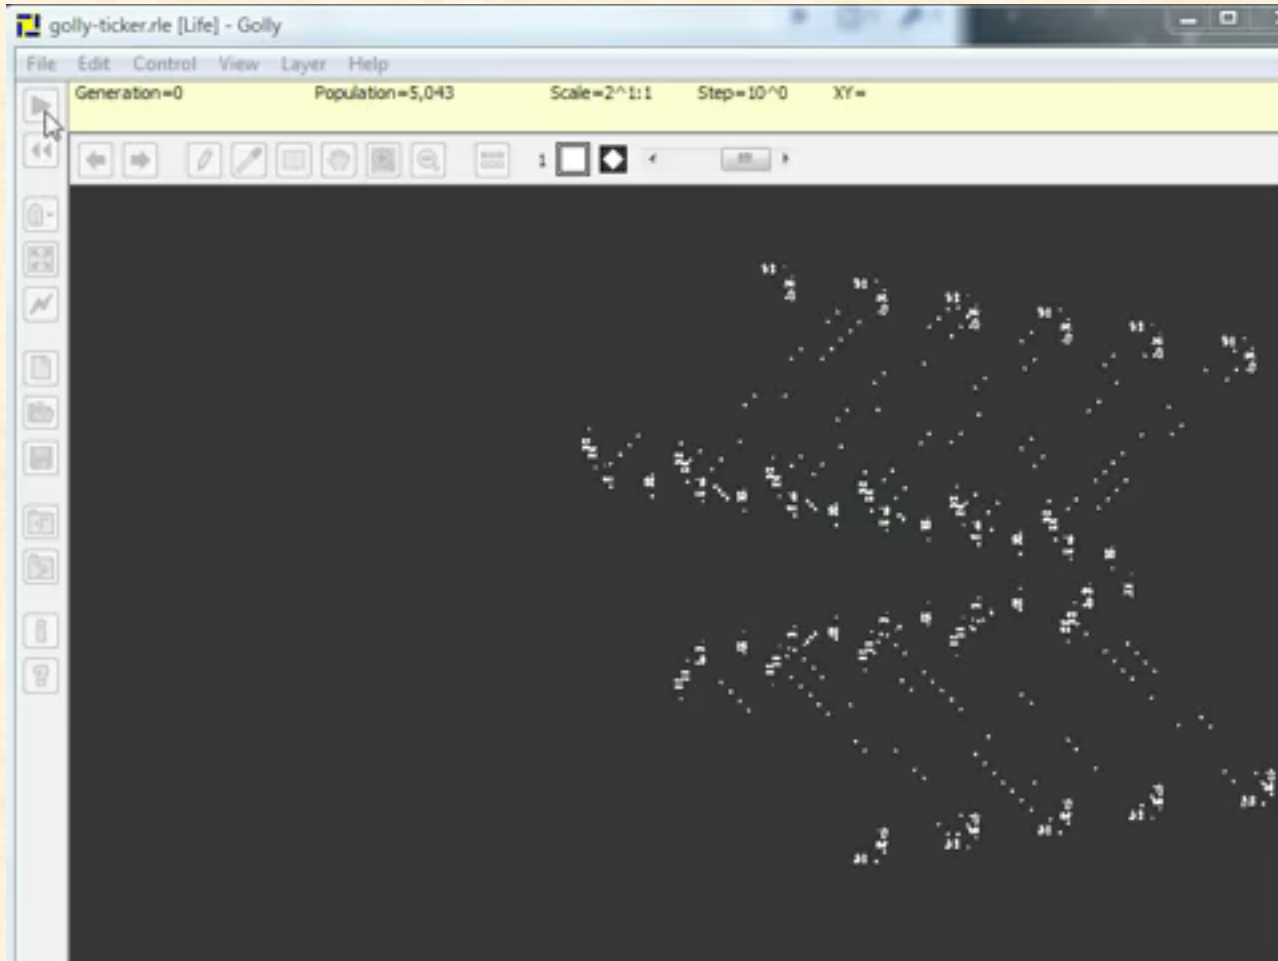 golly-ticker.rle [Life] - Golly
File Edit Control View Layer Help
Generation=0 Population=5,043 Scale=2^1:1 Step=10^0 XY=
1